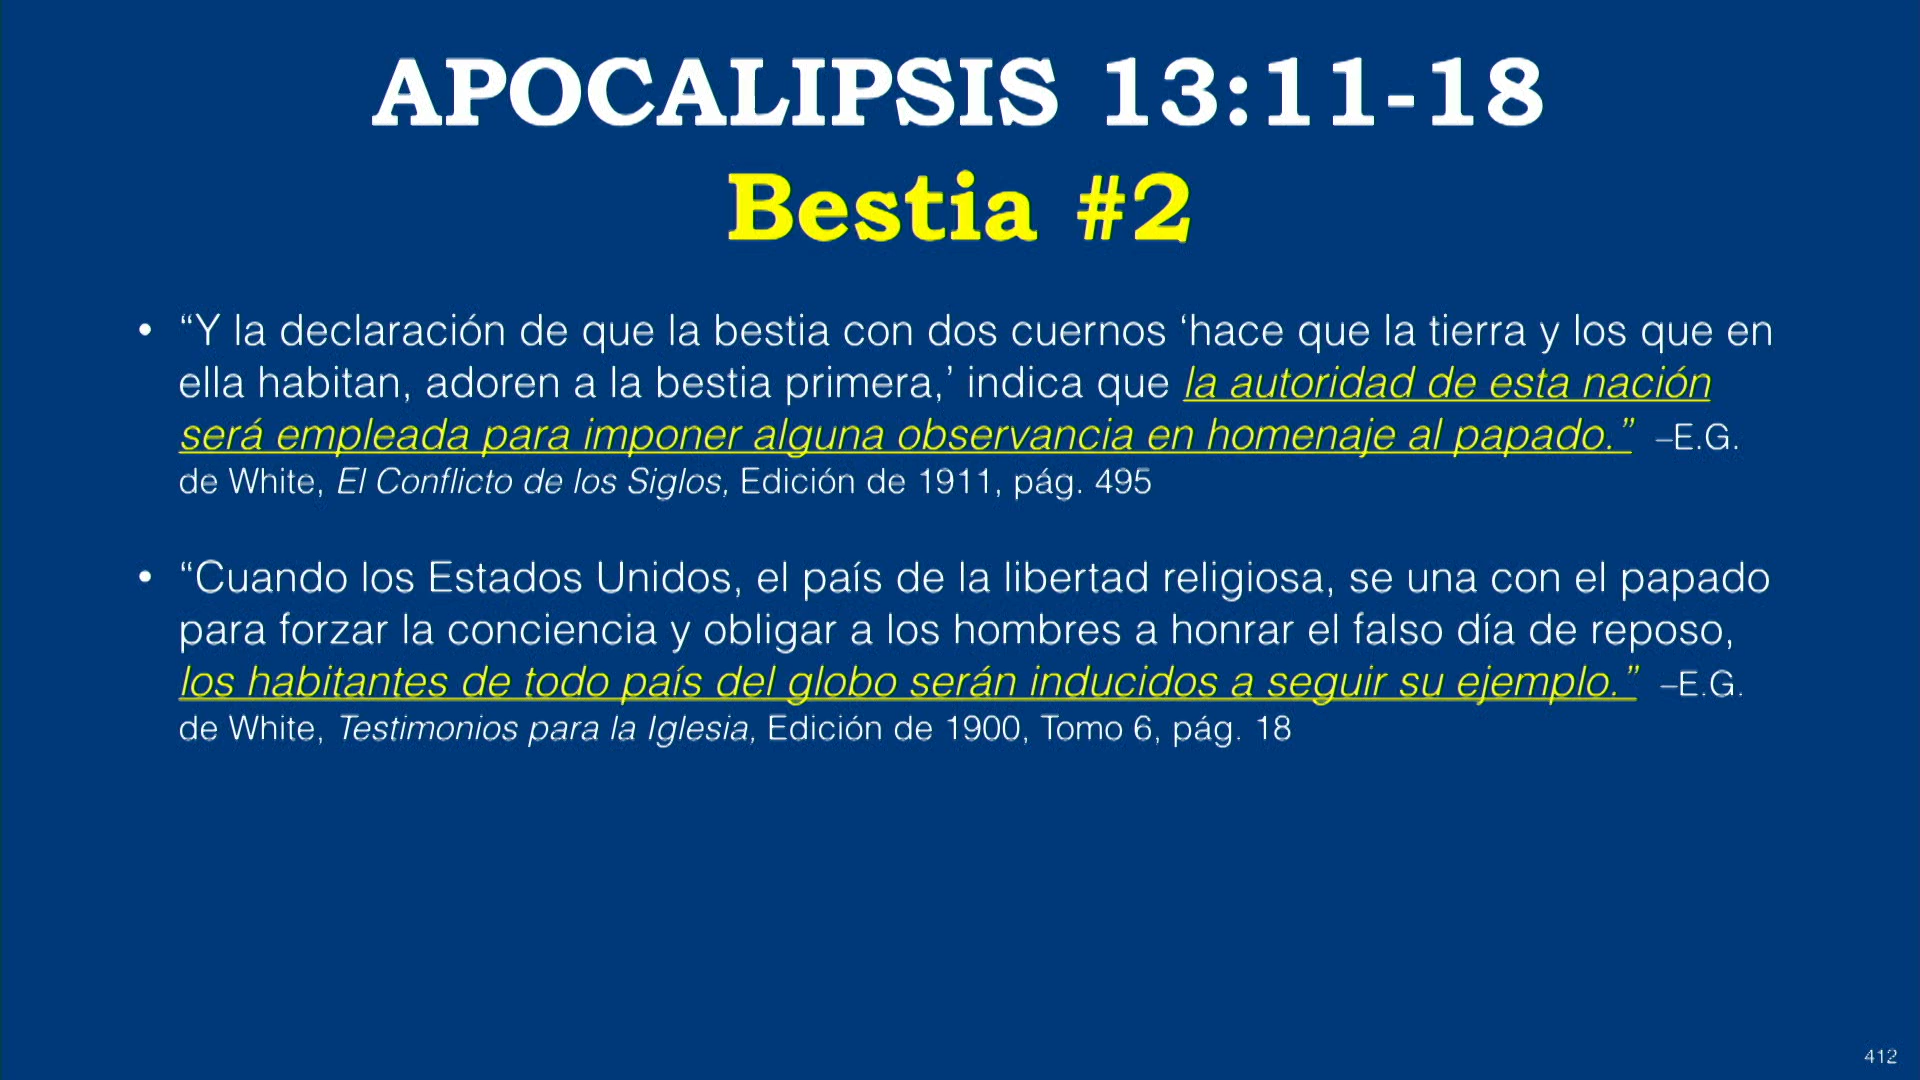 APOCALIPSIS 13:11-18
Bestia #2
• “Y la declaración de que la bestia con dos cuernos ‘hace que la tierra y los que en
ella habitan, adoren a la bestia primera,’ indica que la autoridad de esta nación
será empleada para imponer alguna observancia en homenaje al papado.” –E.G.
de White, El Conflicto de los Siglos, Edición de 1911, pág. 495
• “Cuando los Estados Unidos, el país de la libertad religiosa, se una con el papado
para forzar la conciencia y obligar a los hombres a honrar el falso día de reposo,
los habitantes de todo país del globo serán inducidos a seguir su ejemplo.” –E.G.
de White, Testimonios para la Iglesia, Edición de 1900, Tomo 6, pág. 18
412